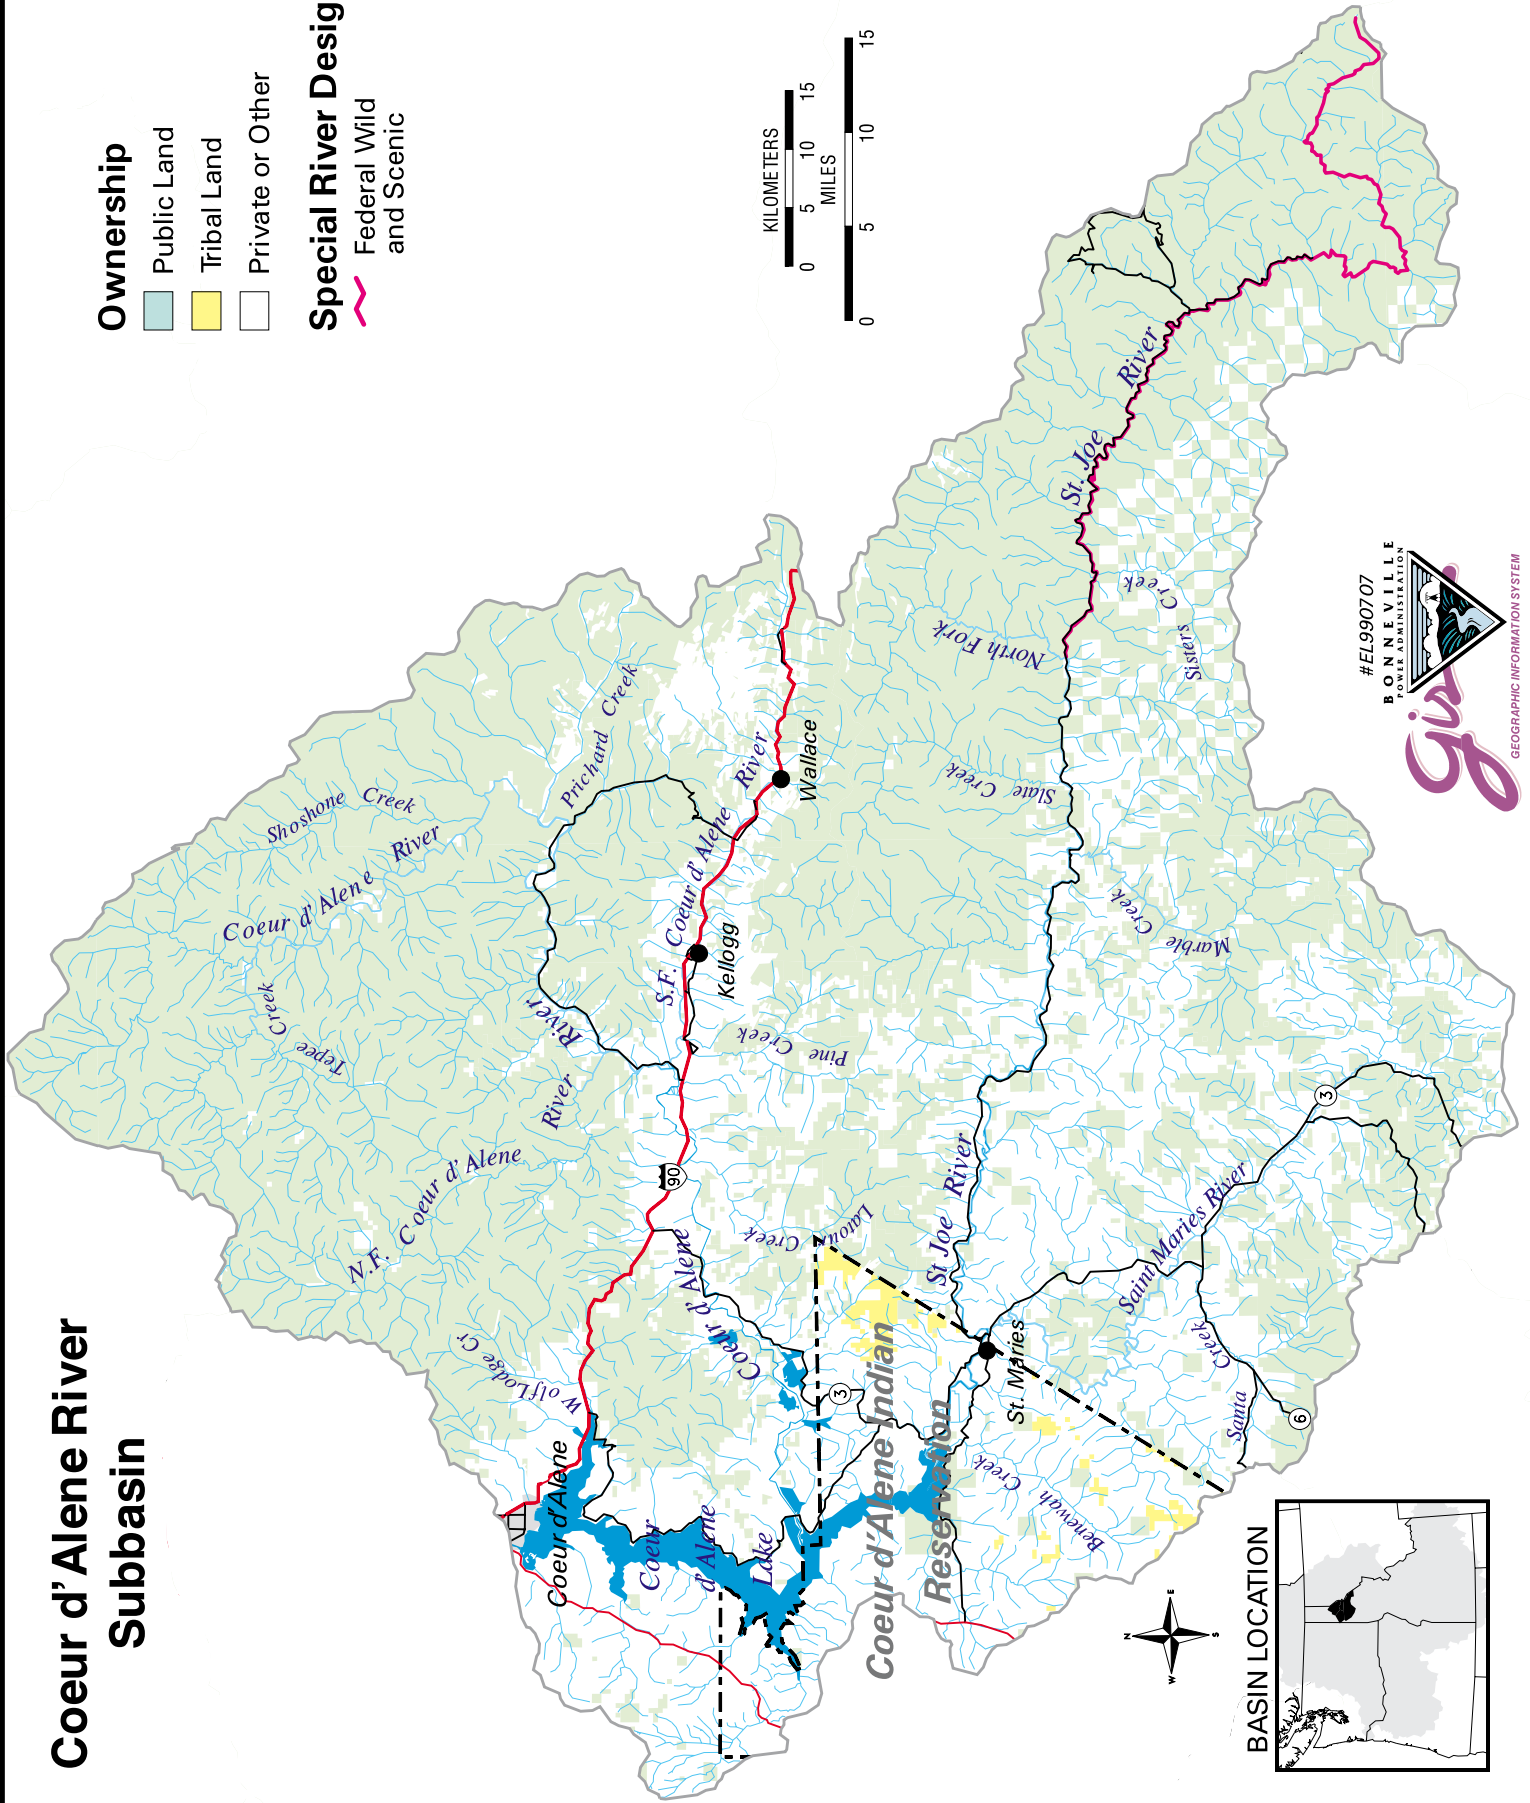 Coeur d' Alene River
Subbasin
Ownership
Public Land
Tribal Land
Private or Other
Special River Desig
Federal Wild
and Scenic
KILOMETERS
0 5 10 15
MILES
0 5 10 15
Shoshone Creek
Coeur d'Alene River
Tepee Creek
Prichard Creek
N.F. Coeur d'Alene River
River
S.F. Coeur d'Alene River
Wallace
Kellogg
Pine Creek
90
Wolf Lodge Cr
Coeur d'Alene
Coeur d'Alene
Latour Creek
3
Coeur
d'Alene
Lake
Coeur d'Alene Indian
Reservation
St. Joe River
North Fork
Slate Creek
Sisters Creek
Marble Creek
St Joe River
St. Maries
Saint Maries River
3
Santa Creek
6
Benewah Creek
N
E
S
W
BASIN LOCATION
#EL990707
BONNEVILLE
POWER ADMINISTRATION
Gis
GEOGRAPHIC INFORMATION SYSTEM